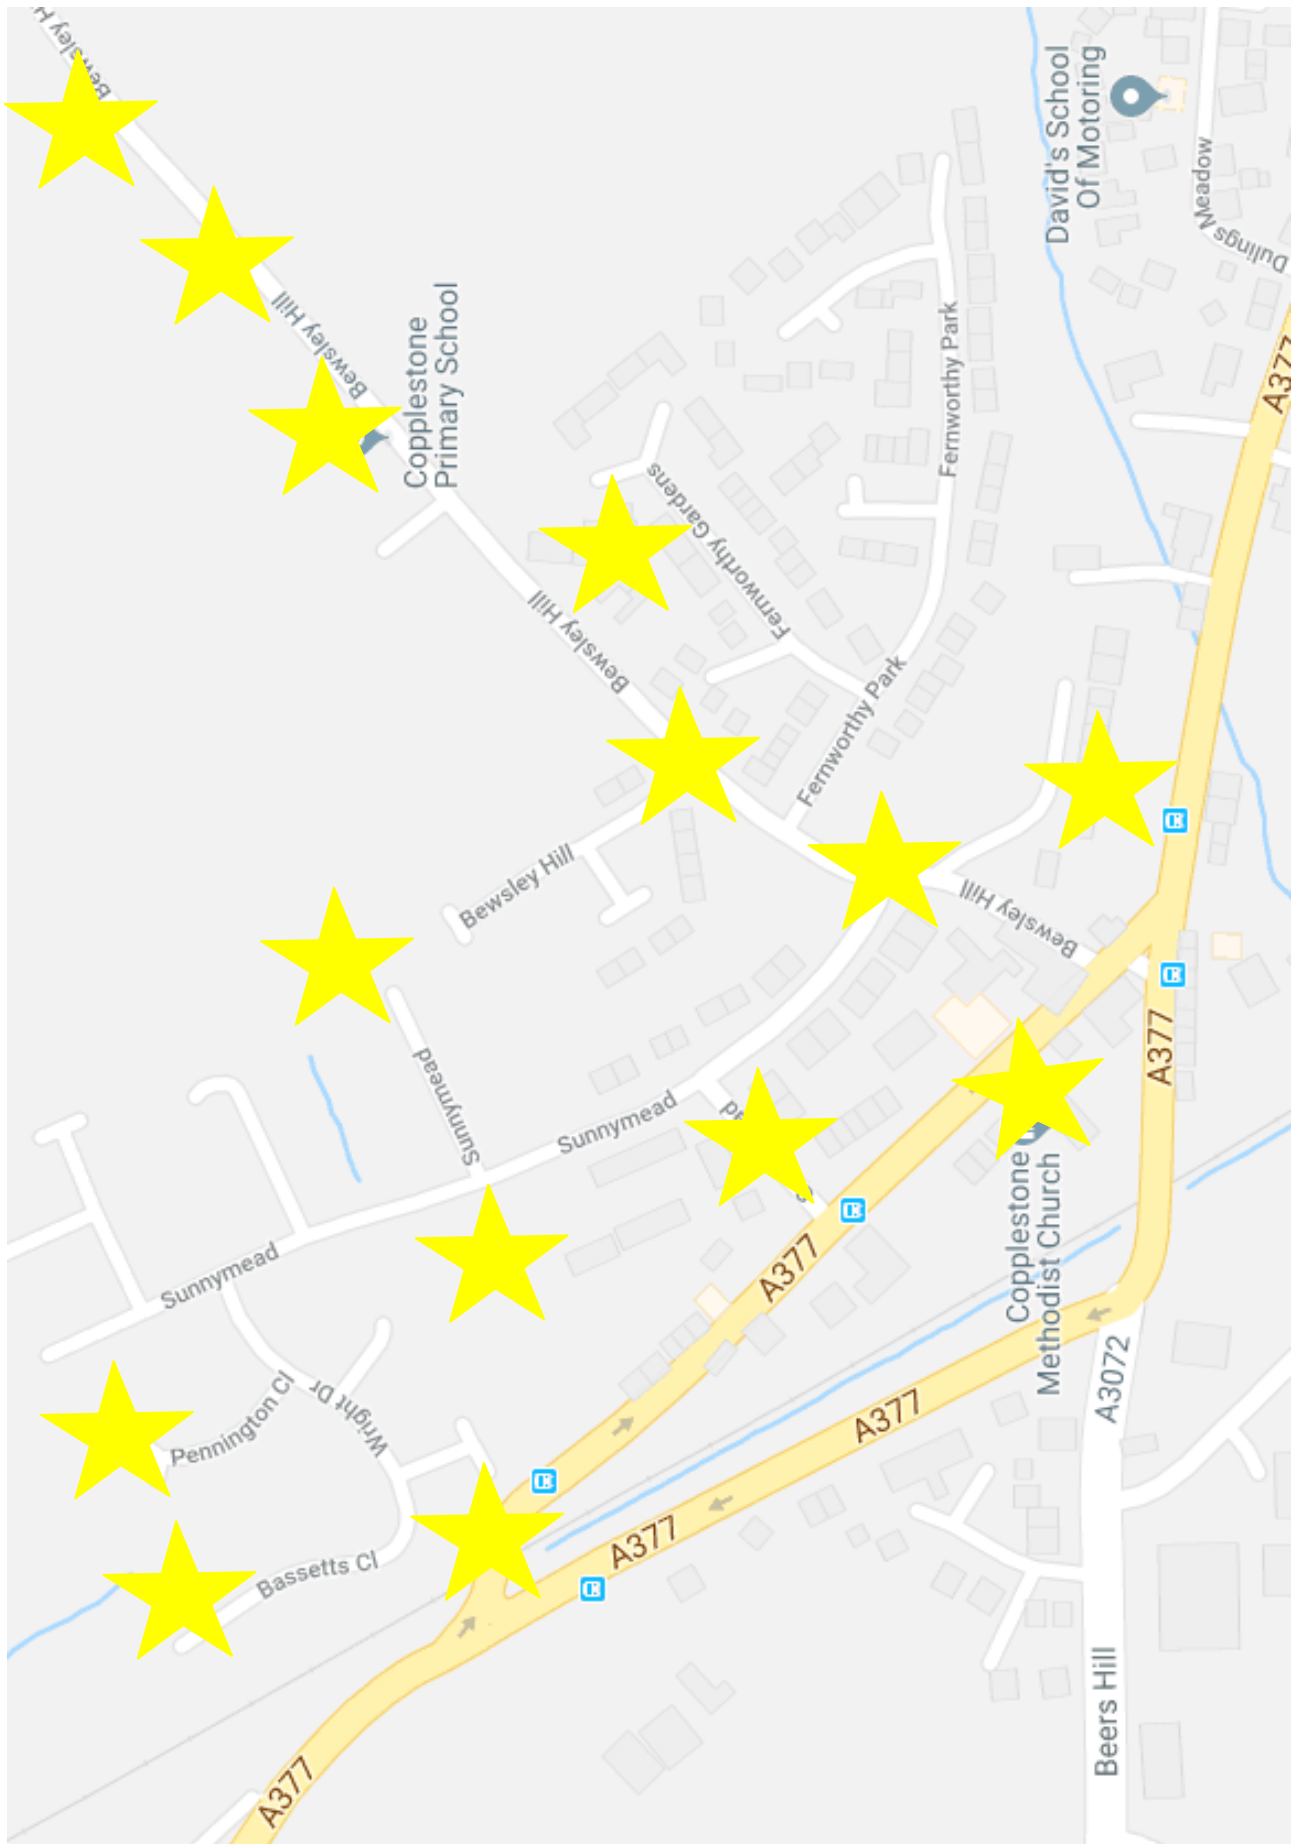 Bewsley H
Bewsley Hill
Copplestone
Primary School
David's School
Of Motoring
Dulings Meadow
Fernworthy Park
Fernworthy Gardens
A377
Bewsley Hill
Fernworthy Park
Bewsley Hill
Bewsley Hill
Sunnymead
Sunnymead
Sunnymead
A377
A377
Copplestone
Methodist Church
A3072
Pennington Cl
Wright Dr
A377
A377
Bassetts Cl
Beers Hill
A377